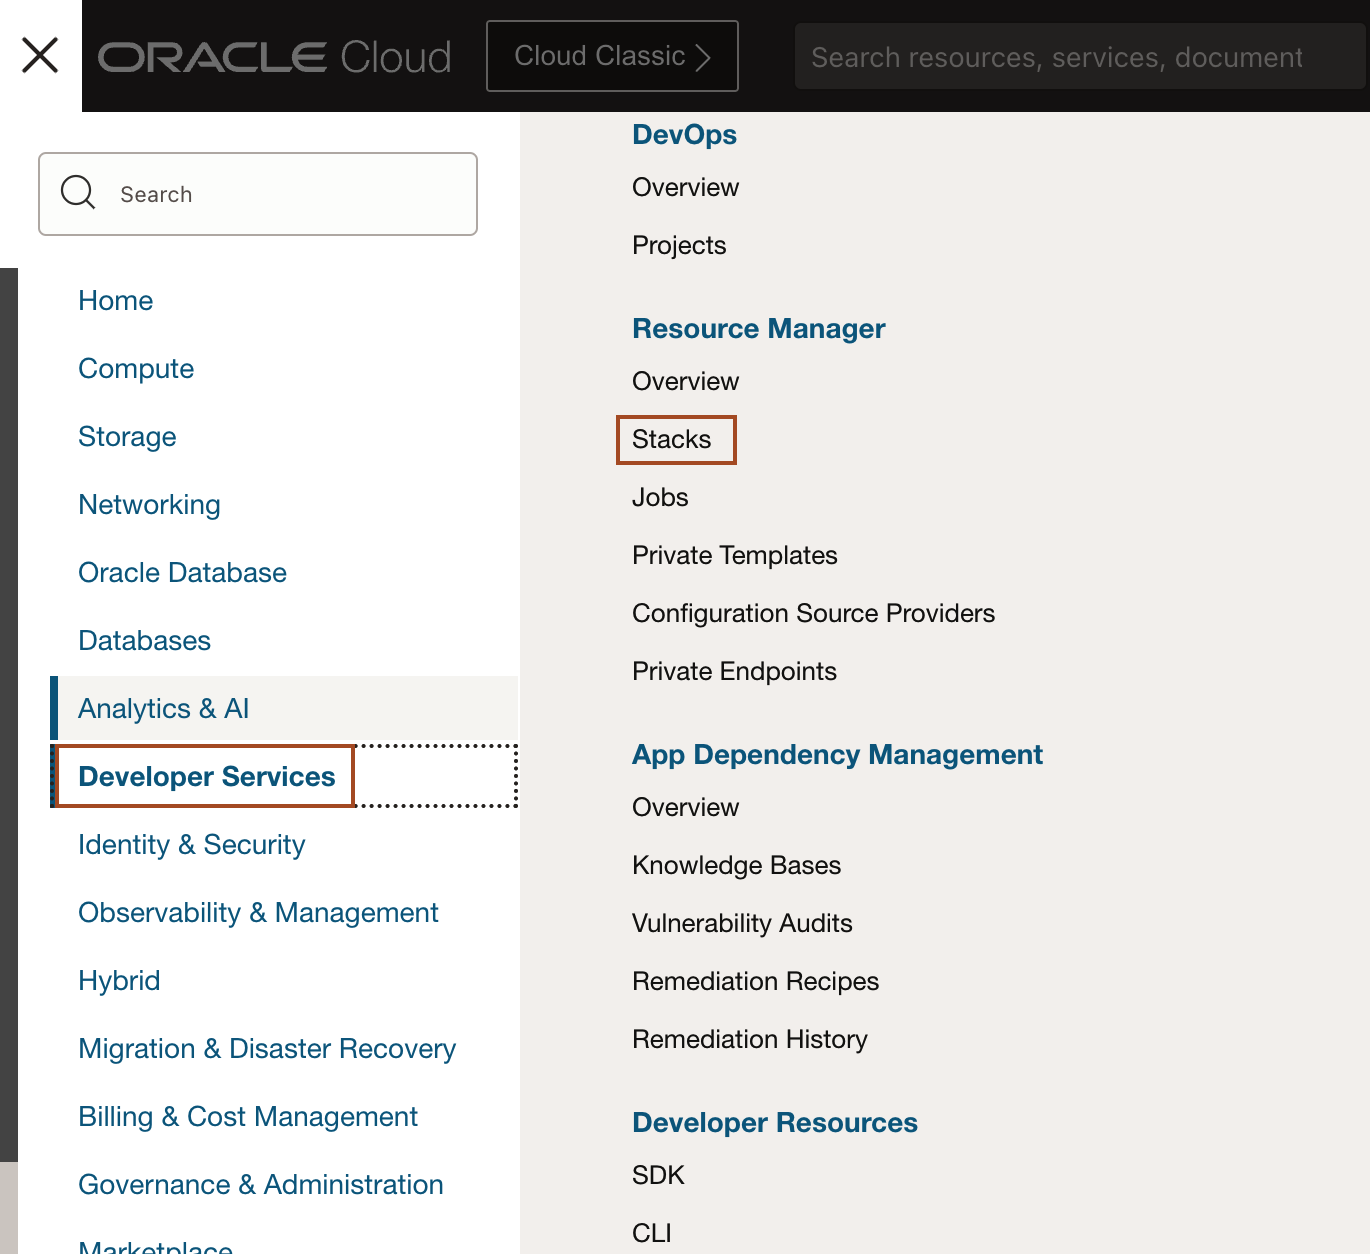 ORACLE Cloud
Cloud Classic
Search resources, services, document
Search
Home
Compute
Storage
Networking
Oracle Database
Databases
Analytics & AI
Developer Services
Identity & Security
Observability & Management
Hybrid
Migration & Disaster Recovery
Billing & Cost Management
Governance & Administration
Marketplace
DevOps
Overview
Projects
Resource Manager
Overview
Stacks
Jobs
Private Templates
Configuration Source Providers
Private Endpoints
App Dependency Management
Overview
Knowledge Bases
Vulnerability Audits
Remediation Recipes
Remediation History
Developer Resources
SDK
CLI